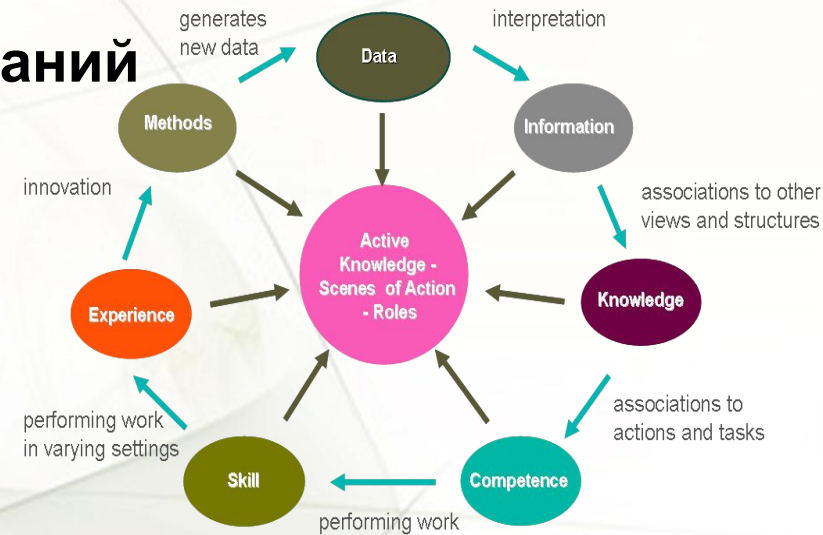 аний
generates
new data
Data
interpretation
Methods
Information
innovation
associations to other
views and structures
Active
Knowledge -
Scenes of Action
- Roles
Experience
Knowledge
performing work
in varying settings
associations to
actions and tasks
Skill
Competence
performing work